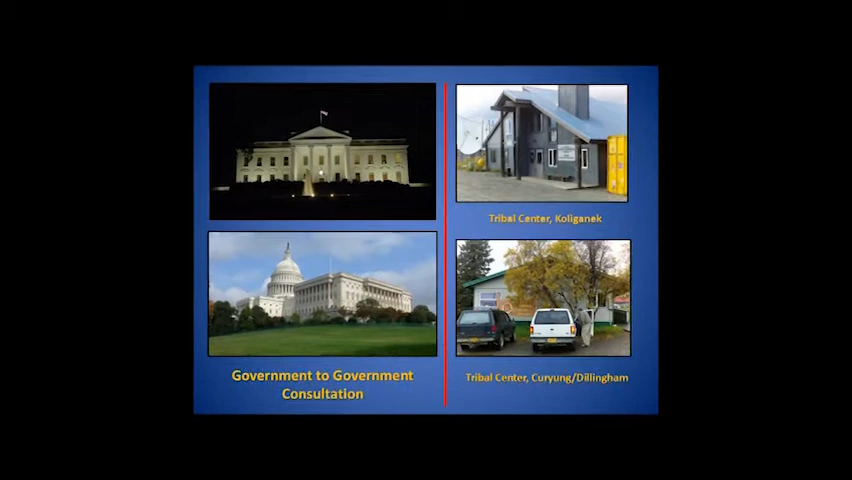 Tribal Center, Koliganek
Government to Government
Consultation
Tribal Center, Curyung/Dillingham